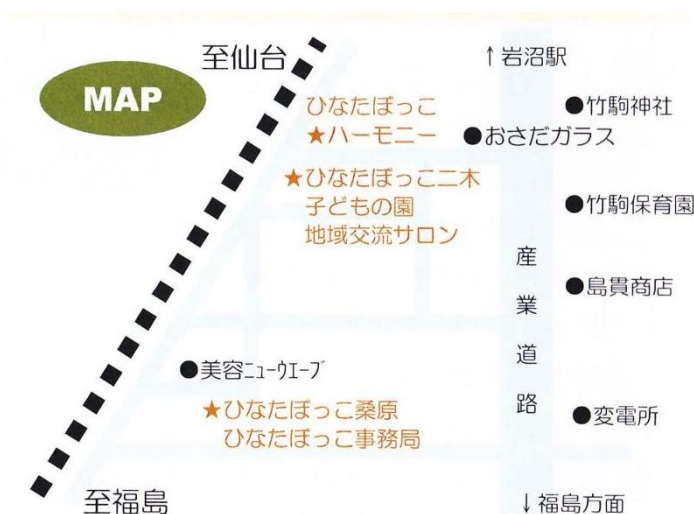 至仙台
↑岩沼駅
MAP
ひなたぼっこ
★ハーモニー
●竹駒神社
●おさだガラス
★ひなたぼっこ二木
子どもの園
地域交流サロン
●竹駒保育園
産業道路
●島貫商店
●美容ニューウエーブ
★ひなたぼっこ桑原
ひなたぼっこ事務局
●変電所
至福島
↓福島方面